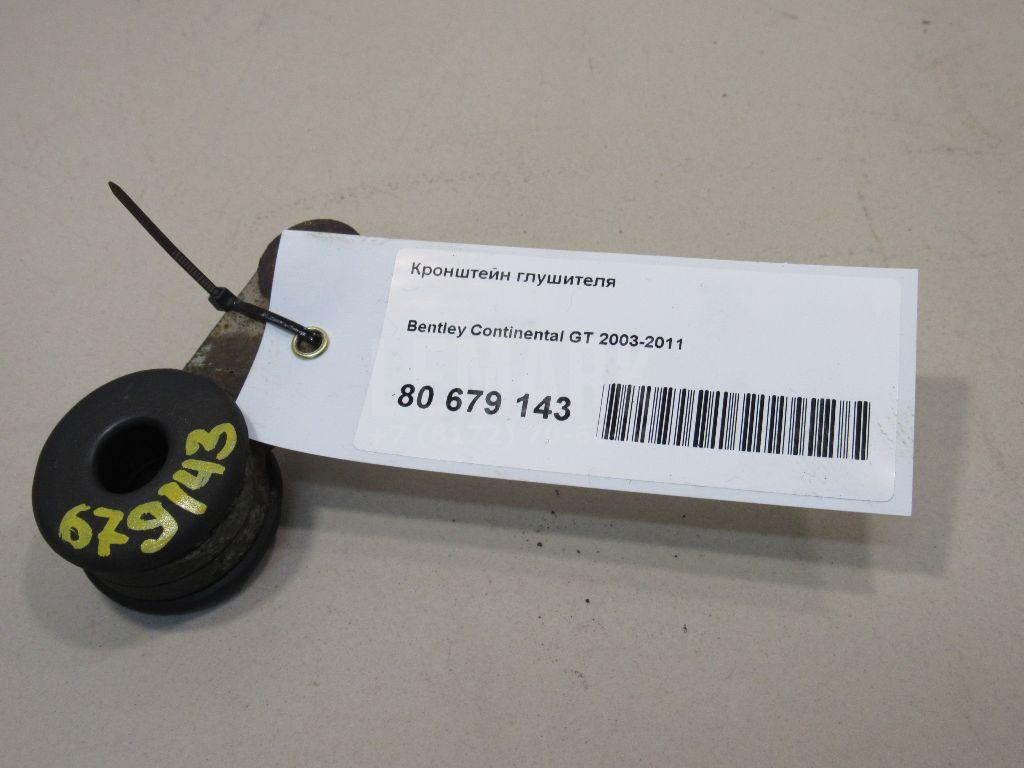 Кронштейн глушителя
Bentley Continental GT 2003-2011
80 679 143
679143